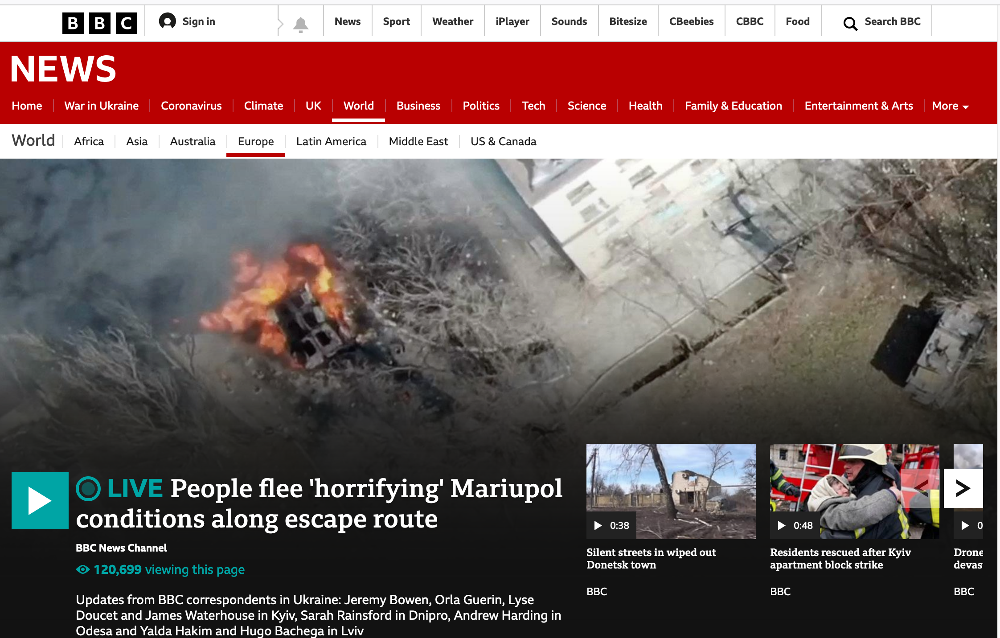 BBC
Sign in
News
Sport
Weather
iPlayer
Sounds
Bitesize
CBeebies
CBBC
Food
Search BBC
NEWS
Home
War in Ukraine
Coronavirus
Climate
UK
World
Business
Politics
Tech
Science
Health
Family & Education
Entertainment & Arts
More
World
Africa
Asia
Australia
Europe
Latin America
Middle East
US & Canada
LIVE People flee 'horrifying' Mariupol
conditions along escape route
BBC News Channel
120,699 viewing this page
Updates from BBC correspondents in Ukraine: Jeremy Bowen, Orla Guerin, Lyse
Doucet and James Waterhouse in Kyiv, Sarah Rainsford in Dnipro, Andrew Harding in
Odesa and Yalda Hakim and Hugo Bachega in Lviv
0:38
Silent streets in wiped out
Donetsk town
BBC
0:48
Residents rescued after Kyiv
apartment block strike
BBC
0
Drone
devas
BBC